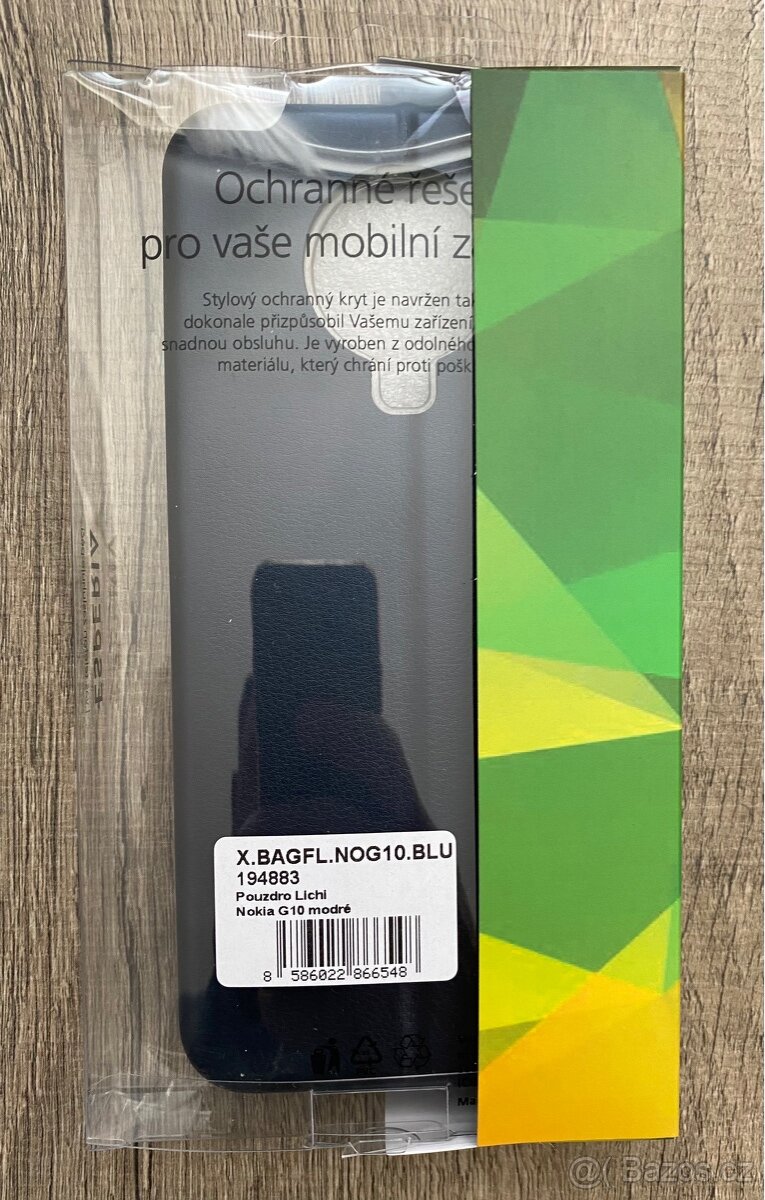 Ochranné řeše
pro vaše mobilní z
Stylový ochranný kryt je navržen tak
dokonale přizpůsobil Vašemu zařízení
snadnou obsluhu. Je vyroben z odolného
materiálu, který chrání proti pošk
X.BAGFL.NOG10.BLU
194883
Pouzdro Lichi
Nokia G10 modré
8 586022 866548
Ma
@( Bazos.cz